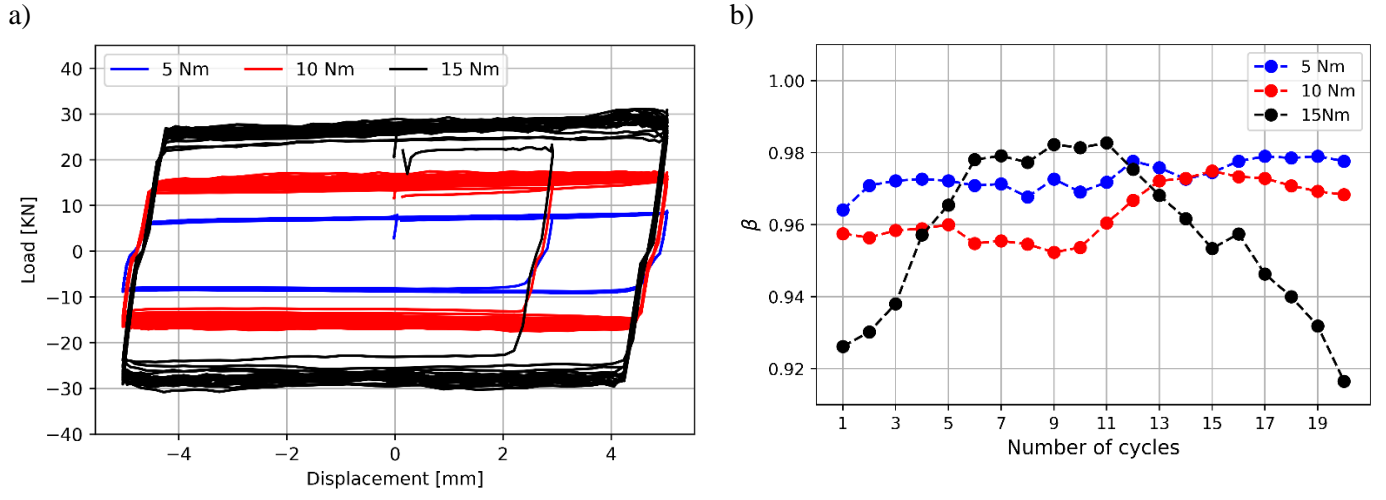 a)
5 Nm 10 Nm 15 Nm
40
30
20
10
0
−10
−20
−30
−40
Load [KN]
−4 −2 0 2 4
Displacement [mm]
b)
5 Nm
10 Nm
15Nm
1.00
0.98
0.96
0.94
0.92
β
1 3 5 7 9 11 13 15 17 19
Number of cycles